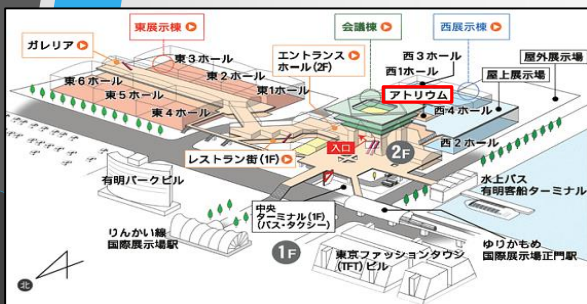 東展示棟
会議棟
西展示棟
ガレリア
東3ホール
東2ホール
東1ホール
東6ホール
東5ホール
東4ホール
エントランス
ホール(2F)
西3ホール
西1ホール
アトリウム
西4ホール
西2ホール
屋外展示場
屋上展示場
レストラン街(1F)
入口
2F
有明パークビル
中央
ターミナル(1F)
(バス・タクシー)
水上バス
有明客船ターミナル
りんかい線
国際展示場駅
1F
東京ファッションタウン
(TFT)ビル
ゆりかもめ
国際展示場正門駅
北